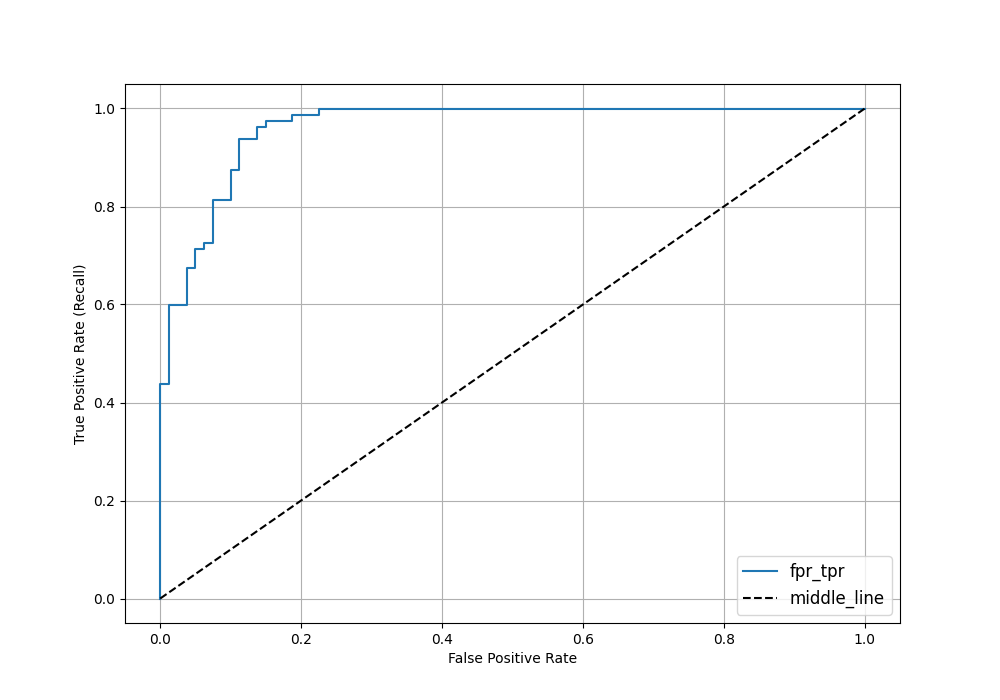 1.0
0.8
0.6
0.4
0.2
0.0
True Positive Rate (Recall)
fpr_tpr
middle_line
0.0 0.2 0.4 0.6 0.8 1.0
False Positive Rate